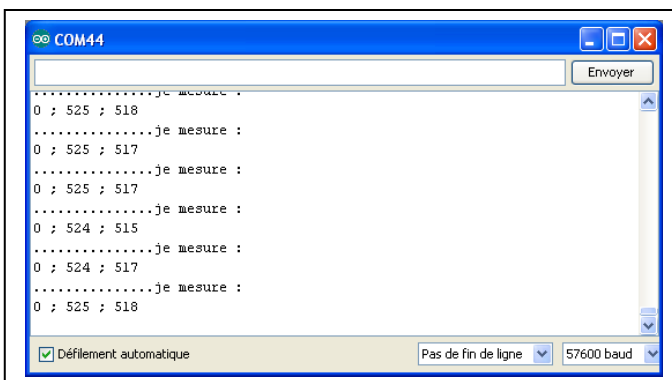 COM44
Envoyer
...............je mesure :
0 ; 525 ; 518
...............je mesure :
0 ; 525 ; 517
...............je mesure :
0 ; 525 ; 517
...............je mesure :
0 ; 524 ; 515
...............je mesure :
0 ; 524 ; 517
...............je mesure :
0 ; 525 ; 518
Défilement automatique
Pas de fin de ligne
57600 baud